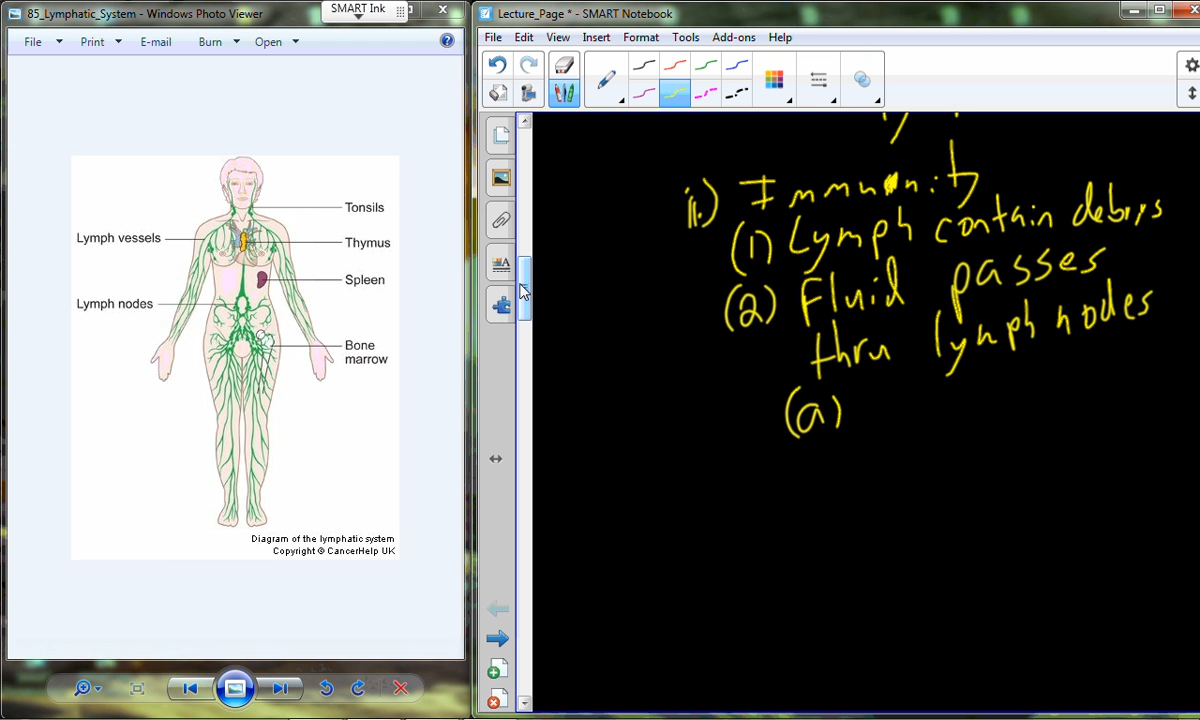 85_Lymphatic_System - Windows Photo Viewer
SMART Ink
File Print E-mail Burn Open
Tonsils
Lymph vessels
Thymus
Spleen
Lymph nodes
Bone
marrow
Diagram of the lymphatic system
Copyright © CancerHelp UK
Lecture_Page * - SMART Notebook
File Edit View Insert Format Tools Add-ons Help
ii.) Immunity
(1) Lymph contain debris
(2) Fluid passes
thru lymph nodes
(a)